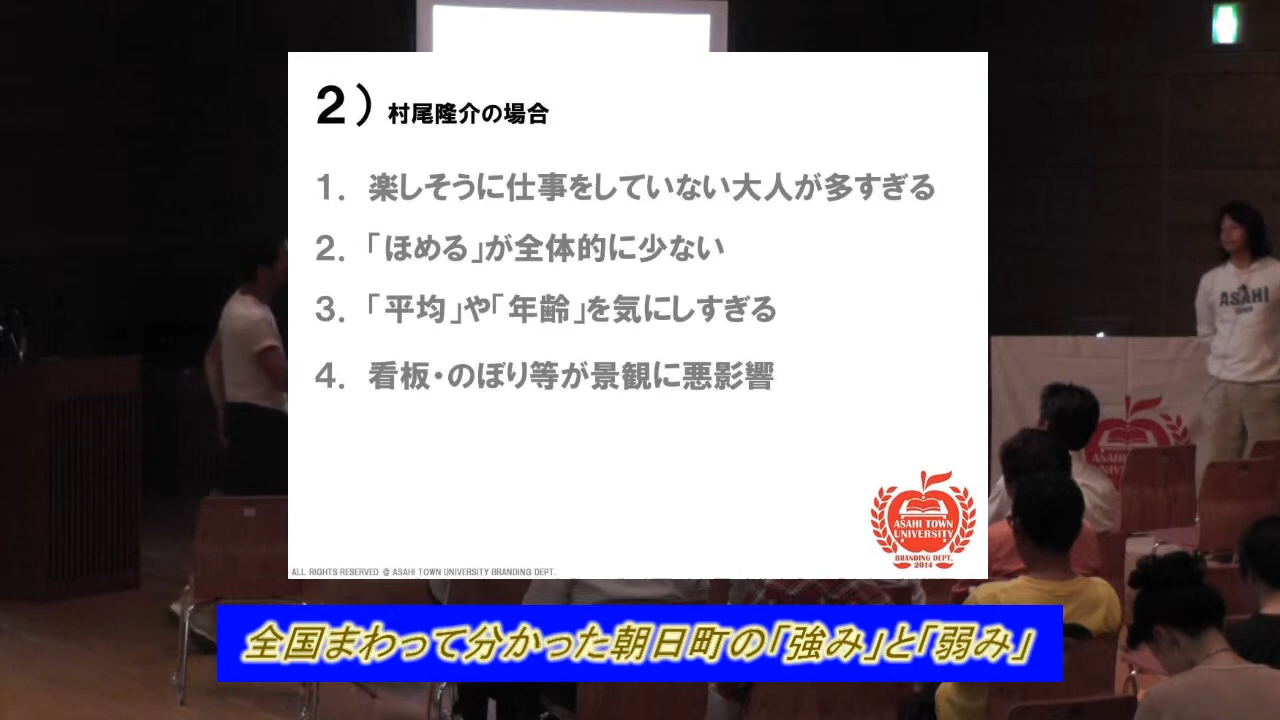 2） 村尾隆介の場合
1. 楽しそうに仕事をしていない大人が多すぎる
2. 「ほめる」が全体的に少ない
3. 「平均」や「年齢」を気にしすぎる
4. 看板・のぼり等が景観に悪影響
ASAHI TOWN
UNIVERSITY
BRANDING DEPT.
2014
ALL RIGHTS RESERVED @ ASAHI TOWN UNIVERSITY BRANDING DEPT.
ASAHI
ASAHI
全国まわって分かった朝日町の「強み」と「弱み」